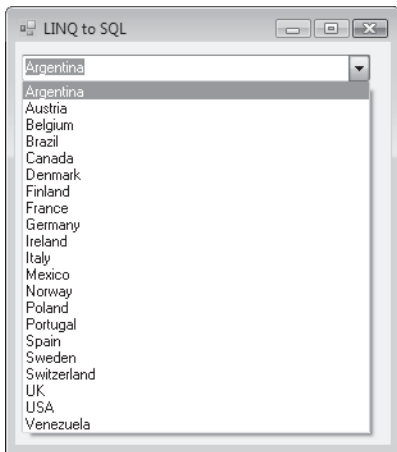 LINQ to SQL
Argentina
Argentina
Austria
Belgium
Brazil
Canada
Denmark
Finland
France
Germany
Ireland
Italy
Mexico
Norway
Poland
Portugal
Spain
Sweden
Switzerland
UK
USA
Venezuela